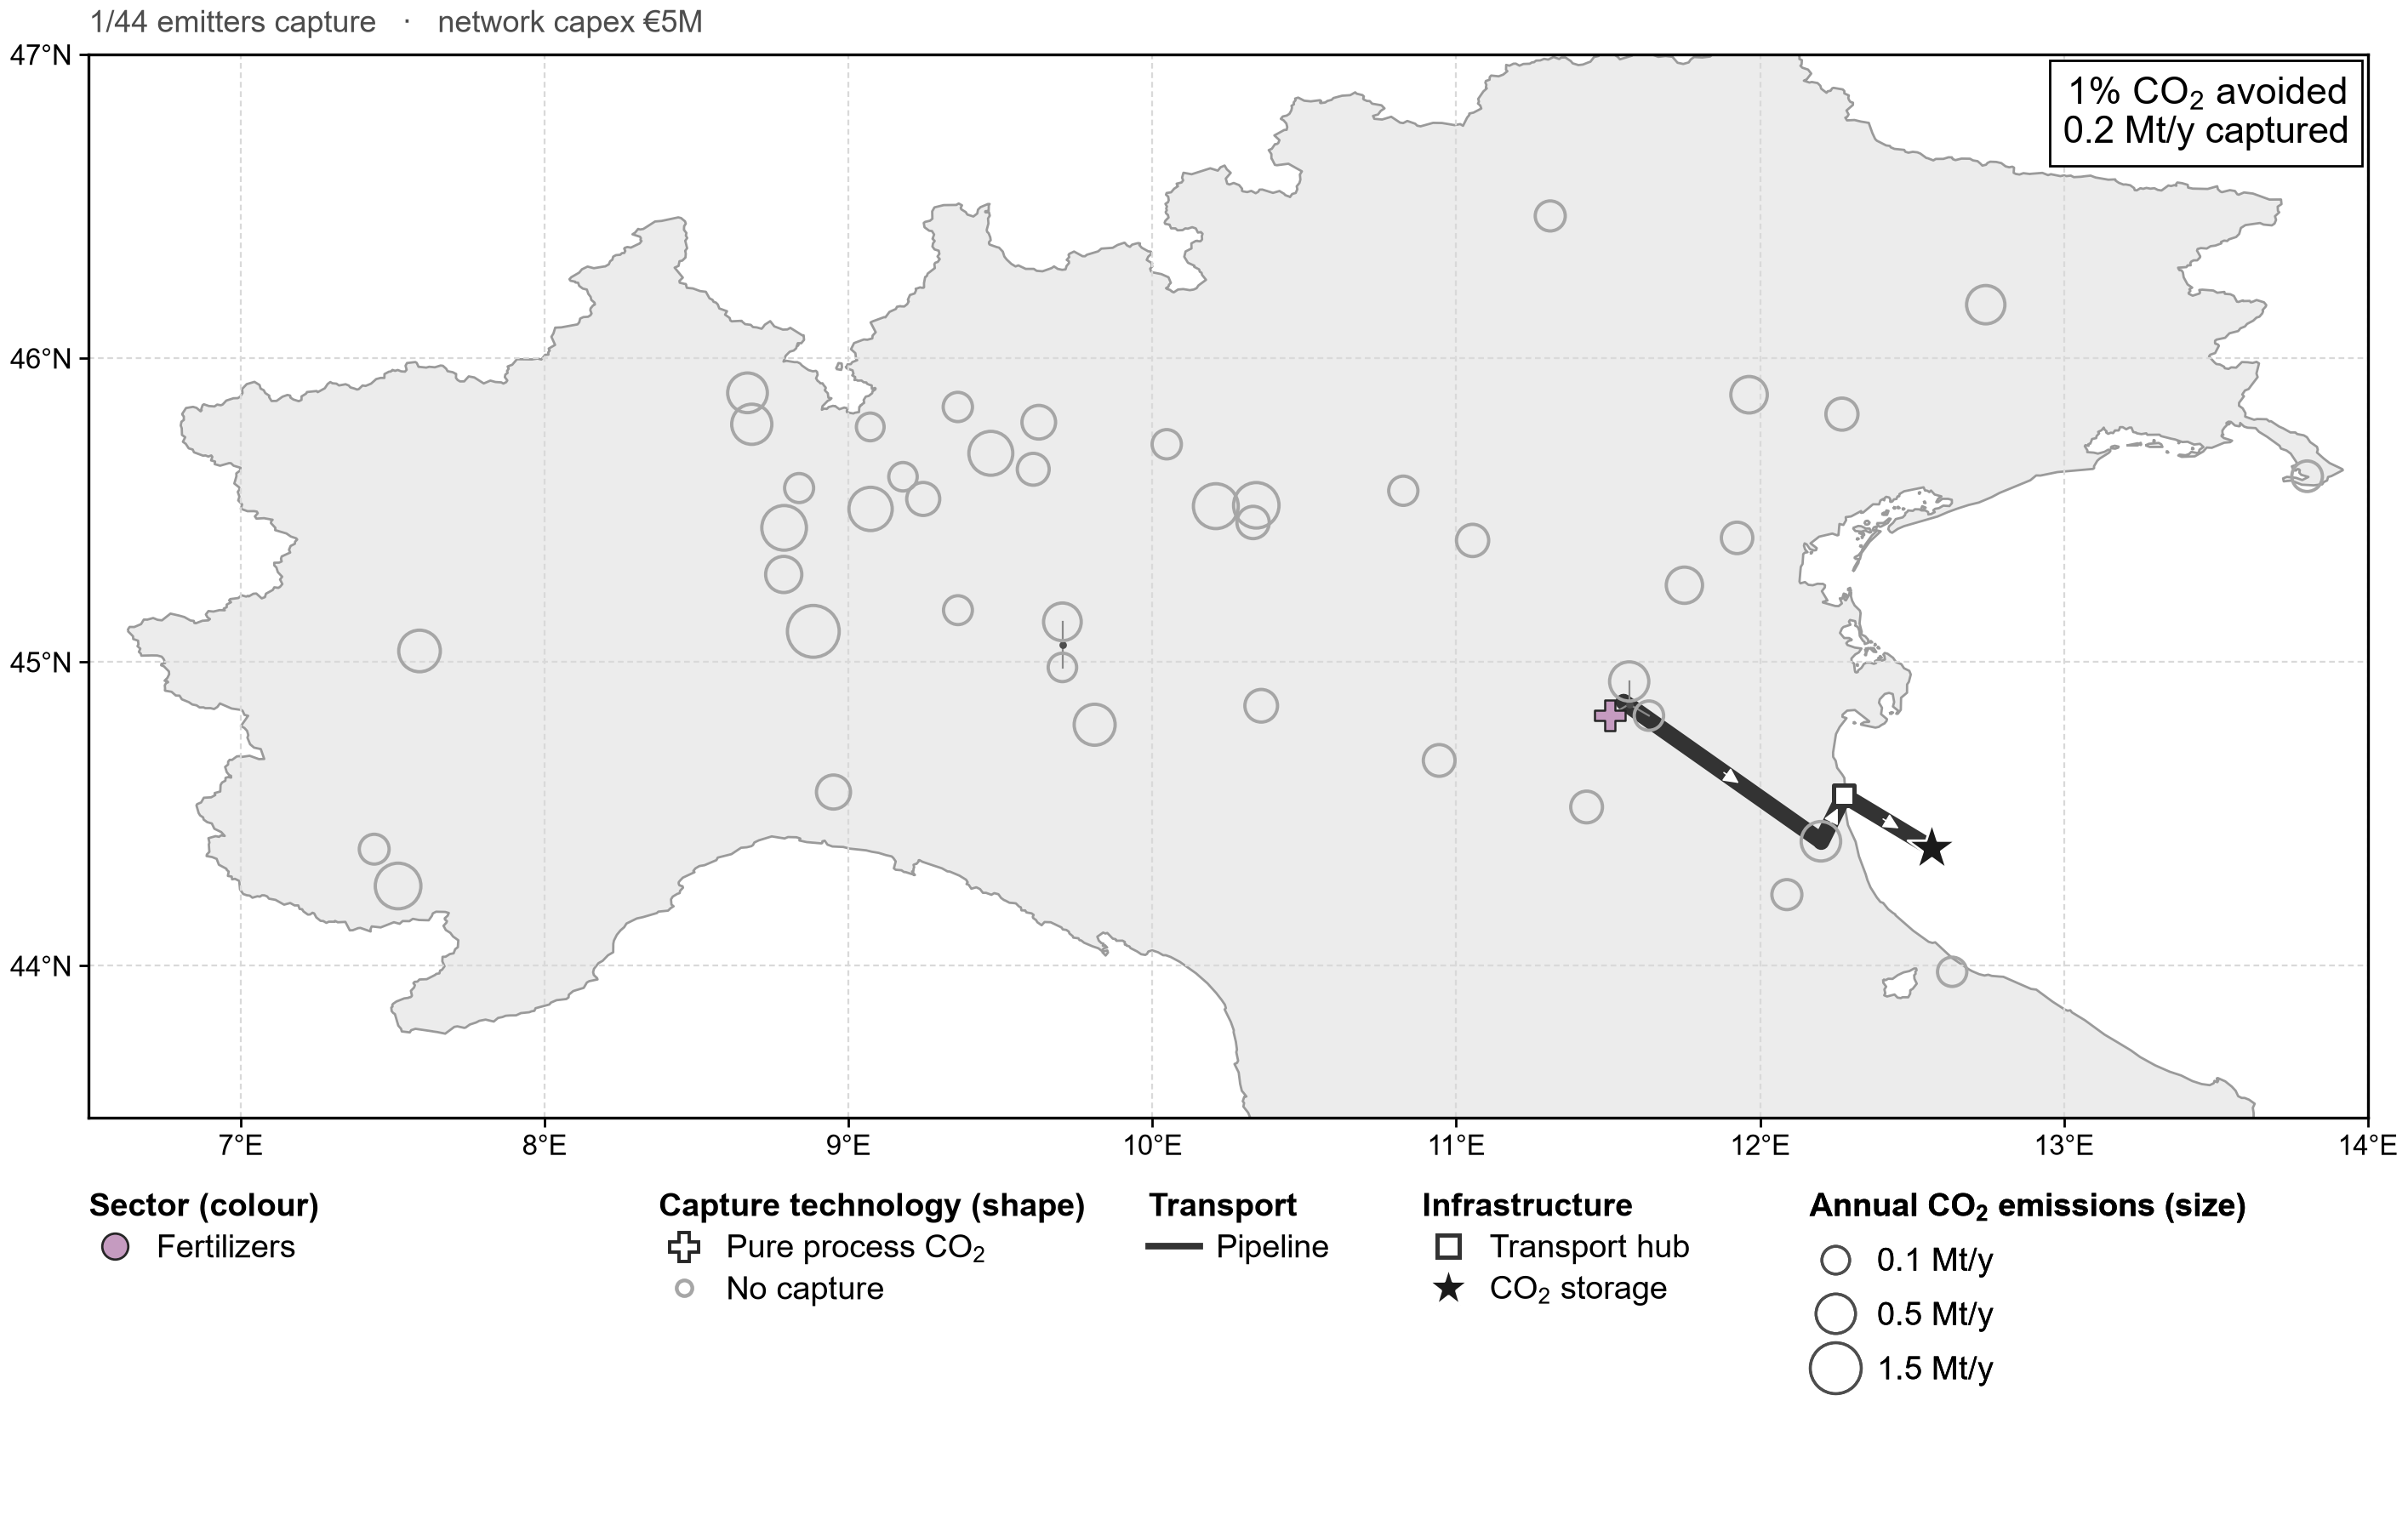 1/44 emitters capture · network capex €5M
1% CO₂ avoided
0.2 Mt/y captured
47°N
46°N
45°N
44°N
7°E 8°E 9°E 10°E 11°E 12°E 13°E 14°E
Sector (colour)
Fertilizers
Capture technology (shape)
Pure process CO₂
No capture
Transport
Pipeline
Infrastructure
Transport hub
CO₂ storage
Annual CO₂ emissions (size)
0.1 Mt/y
0.5 Mt/y
1.5 Mt/y